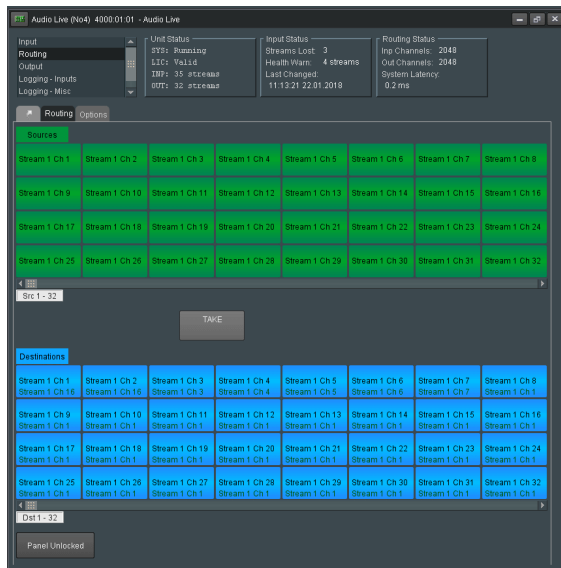 Audio Live (No4) 4000:01:01 - Audio Live
Input
Routing
Output
Logging - Inputs
Logging - Misc
Unit Status
SYS: Running
LIC: Valid
INP: 35 streams
OUT: 32 streams
Input Status
Streams Lost: 3
Health Warn: 4 streams
Last Changed:
11:13:21 22.01.2018
Routing Status
Inp Channels: 2048
Out Channels: 2048
System Latency:
0.2 ms
Routing Options
Sources
Stream 1 Ch 1 Stream 1 Ch 2 Stream 1 Ch 3 Stream 1 Ch 4 Stream 1 Ch 5 Stream 1 Ch 6 Stream 1 Ch 7 Stream 1 Ch 8
Stream 1 Ch 9 Stream 1 Ch 10 Stream 1 Ch 11 Stream 1 Ch 12 Stream 1 Ch 13 Stream 1 Ch 14 Stream 1 Ch 15 Stream 1 Ch 16
Stream 1 Ch 17 Stream 1 Ch 18 Stream 1 Ch 19 Stream 1 Ch 20 Stream 1 Ch 21 Stream 1 Ch 22 Stream 1 Ch 23 Stream 1 Ch 24
Stream 1 Ch 25 Stream 1 Ch 26 Stream 1 Ch 27 Stream 1 Ch 28 Stream 1 Ch 29 Stream 1 Ch 30 Stream 1 Ch 31 Stream 1 Ch 32
Src 1 - 32
TAKE
Destinations
Stream 1 Ch 1 Stream 1 Ch 2 Stream 1 Ch 3 Stream 1 Ch 4 Stream 1 Ch 5 Stream 1 Ch 6 Stream 1 Ch 7 Stream 1 Ch 8
Stream 1 Ch 16 Stream 1 Ch 16 Stream 1 Ch 3 Stream 1 Ch 4 Stream 1 Ch 5 Stream 1 Ch 6 Stream 1 Ch 7 Stream 1 Ch 1
Stream 1 Ch 9 Stream 1 Ch 10 Stream 1 Ch 11 Stream 1 Ch 12 Stream 1 Ch 13 Stream 1 Ch 14 Stream 1 Ch 15 Stream 1 Ch 16
Stream 1 Ch 1 Stream 1 Ch 1 Stream 1 Ch 1 Stream 1 Ch 1 Stream 1 Ch 1 Stream 1 Ch 1 Stream 1 Ch 1 Stream 1 Ch 1
Stream 1 Ch 17 Stream 1 Ch 18 Stream 1 Ch 19 Stream 1 Ch 20 Stream 1 Ch 21 Stream 1 Ch 22 Stream 1 Ch 23 Stream 1 Ch 24
Stream 1 Ch 1 Stream 1 Ch 1 Stream 1 Ch 1 Stream 1 Ch 1 Stream 1 Ch 1 Stream 1 Ch 1 Stream 1 Ch 1 Stream 1 Ch 1
Stream 1 Ch 25 Stream 1 Ch 26 Stream 1 Ch 27 Stream 1 Ch 28 Stream 1 Ch 29 Stream 1 Ch 30 Stream 1 Ch 31 Stream 1 Ch 32
Stream 1 Ch 1 Stream 1 Ch 1 Stream 1 Ch 1 Stream 1 Ch 1 Stream 1 Ch 1 Stream 1 Ch 1 Stream 1 Ch 1 Stream 1 Ch 1
Dst 1 - 32
Panel Unlocked